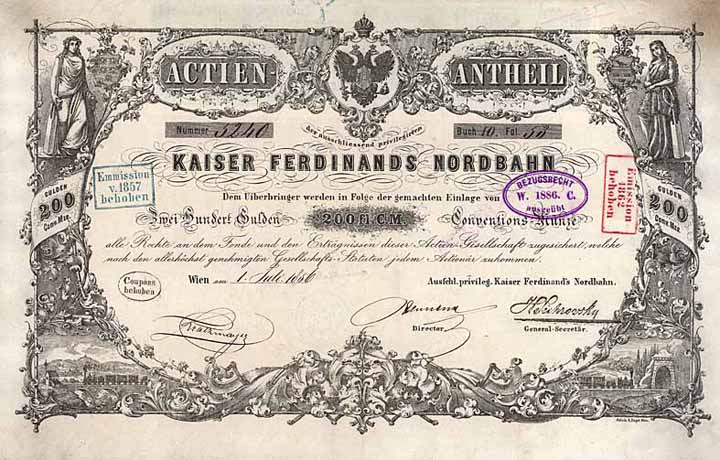 ACTIEN-
ANTHEIL
Nummer 5240
Buch 10. Fol. 50
der ausschliessend privilegirten
KAISER FERDINANDS NORDBAHN
Emmission
v. 1857
behoben
BEZUGSRECHT
W. 1886. C.
ausgeübt
Emission
behoben
Dem Uiberbringer werden in Folge der gemachten Einlage von
GULDEN
200
Conv. Mze.
Zwei Hundert Gulden 200 fl. C.M. Conventions-Münze
GULDEN
200
Conv. Mze.
alle Rechte an dem Fonde und den Erträgnissen dieser Actien-Gesellschaft zugesichert, welche
nach den allerhöchst genehmigten Gesellschafts-Statuten jedem Actionär zukommen.
Coupons
behoben
Wien am 1. Juli 1856
Ausschl. privileg. Kaiser Ferdinand's Nordbahn.
Director.
General-Secretär.